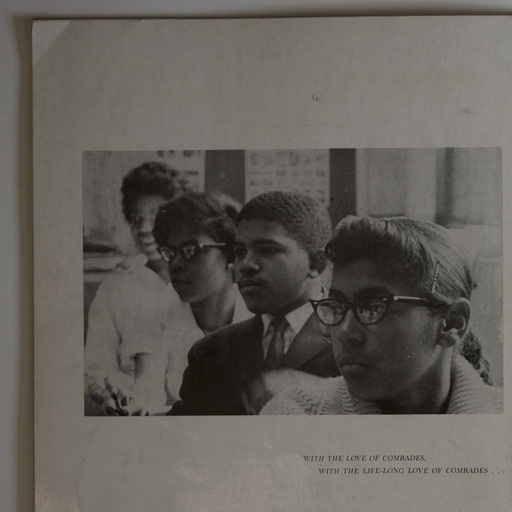 WITH THE LOVE OF COMRADES,
WITH THE LIFE-LONG LOVE OF COMRADES . . .